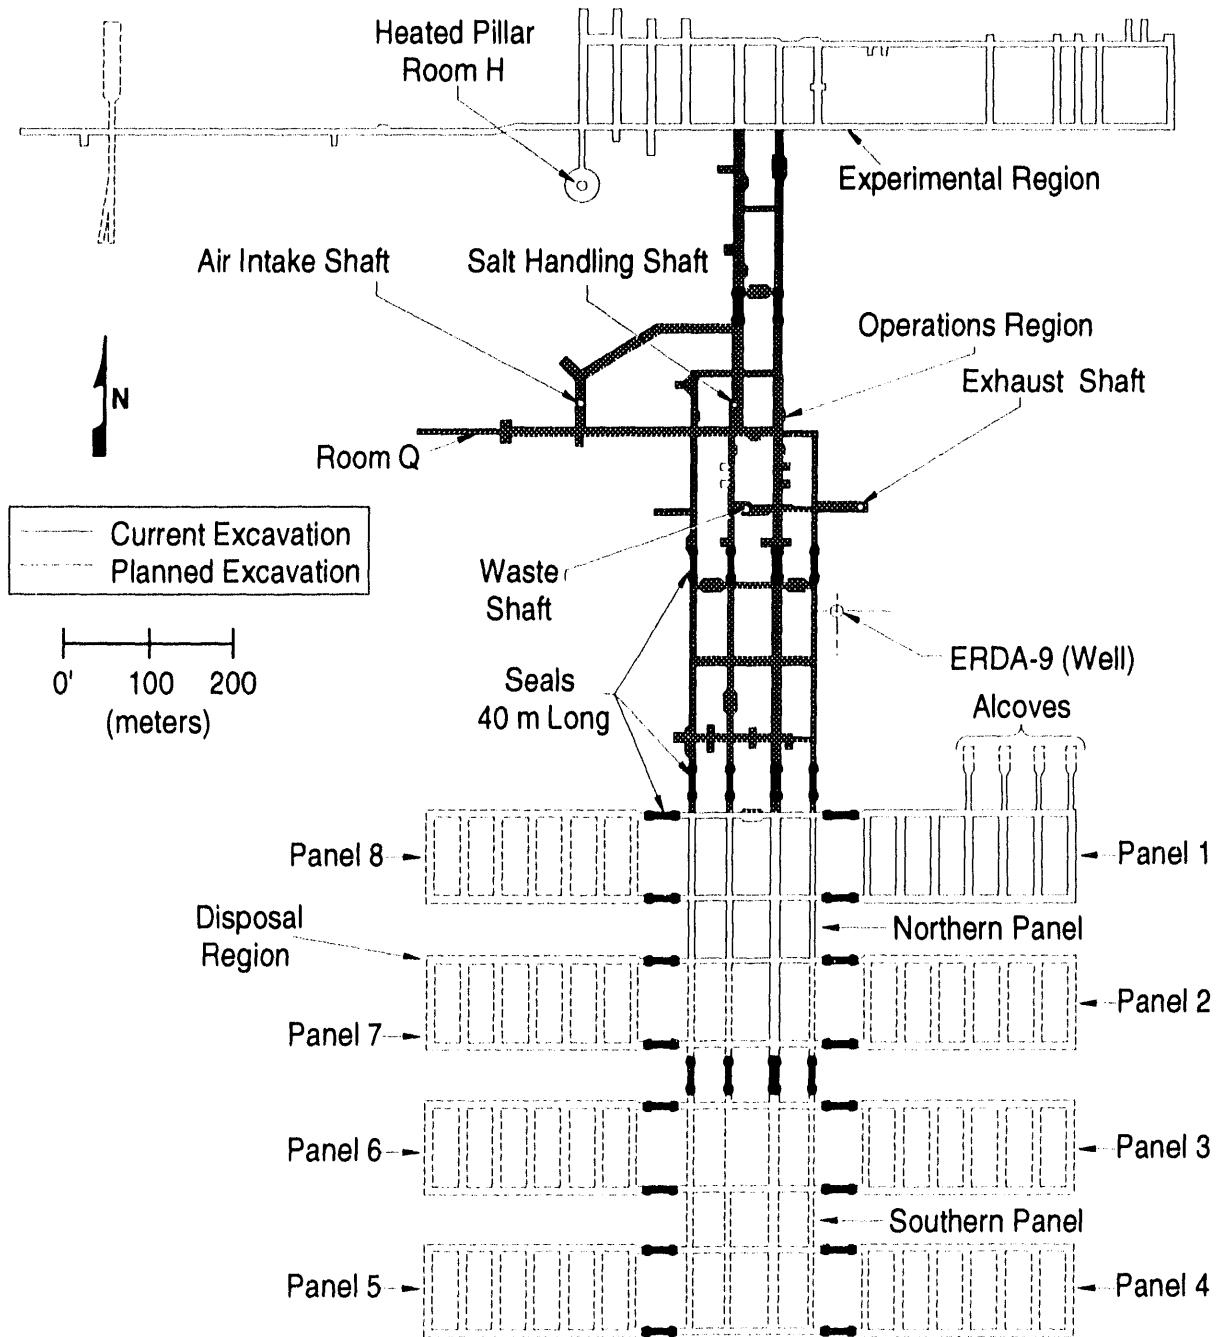 Heated Pillar
Room H
Experimental Region
Air Intake Shaft
Salt Handling Shaft
Operations Region
Exhaust Shaft
N
Room Q
Current Excavation
Planned Excavation
Waste
Shaft
0' 100 200
(meters)
ERDA-9 (Well)
Seals
40 m Long
Alcoves
Panel 8
Panel 1
Disposal
Region
Northern Panel
Panel 7
Panel 2
Panel 6
Panel 3
Southern Panel
Panel 5
Panel 4